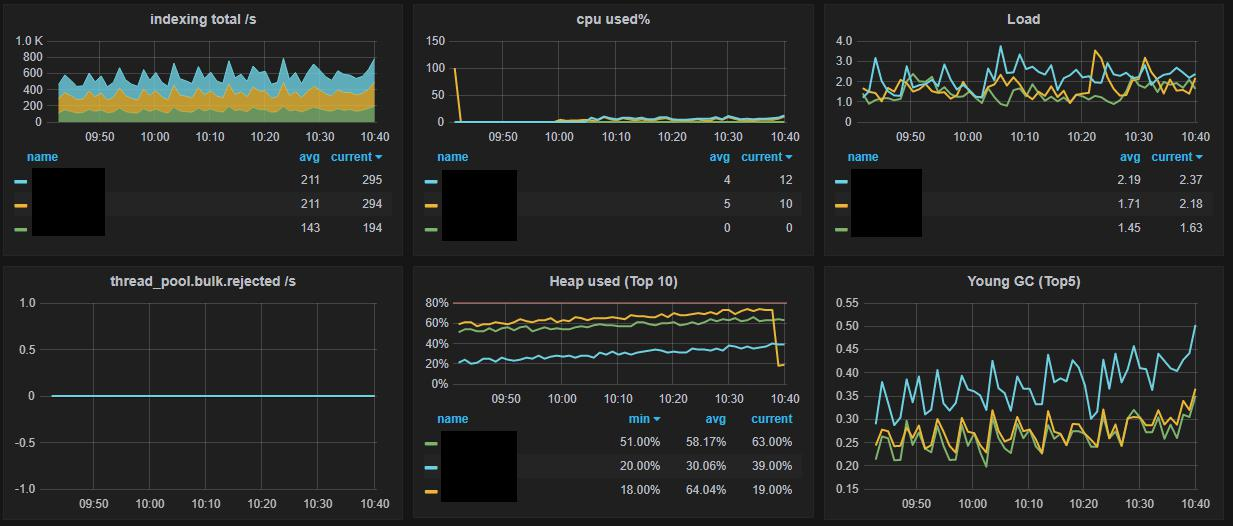 indexing total /s
1.0 K
800
600
400
200
0
09:50 10:00 10:10 10:20 10:30 10:40
name avg current
211 295
211 294
143 194
cpu used%
150
100
50
0
09:50 10:00 10:10 10:20 10:30 10:40
name avg current
4 12
5 10
0 0
Load
4.0
3.0
2.0
1.0
0
09:50 10:00 10:10 10:20 10:30 10:40
name avg current
2.19 2.37
1.71 2.18
1.45 1.63
thread_pool.bulk.rejected /s
1.0
0.5
0
-0.5
-1.0
09:50 10:00 10:10 10:20 10:30 10:40
Heap used (Top 10)
80%
60%
40%
20%
0%
09:50 10:00 10:10 10:20 10:30 10:40
name min avg current
51.00% 58.17% 63.00%
20.00% 30.06% 39.00%
18.00% 64.04% 19.00%
Young GC (Top5)
0.55
0.50
0.45
0.40
0.35
0.30
0.25
0.20
0.15
09:50 10:00 10:10 10:20 10:30 10:40